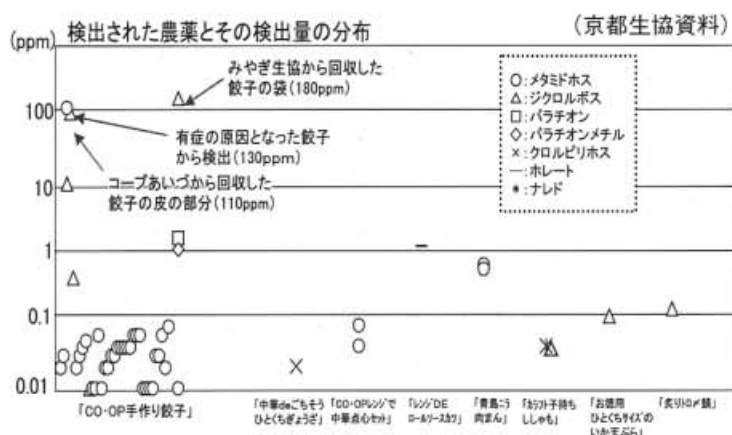 検出された農薬とその検出量の分布
(京都生協資料)
(ppm)
100
10
1
0.1
0.01
みやぎ生協から回収した
餃子の袋(180ppm)
有症の原因となった餃子
から検出(130ppm)
コープあいづから回収した
餃子の皮の部分(110ppm)
○:メタミドホス
△:ジクロルボス
□:パラチオン
◇:パラチオンメチル
×:クロルピリホス
―:ホレート
*:ナレド
「CO・OP手作り餃子」
「中華deごちそう
ひとくちぎょうざ」
「CO・OPレンジで
中華点心セット」
「レンジDE
ロールソースカツ」
「青島ニラ
肉まん」
「カラフト子持ち
ししゃも」
「お徳用
ひとくちサイズの
いか天ぷら」
「炙りトロ〆鯖」